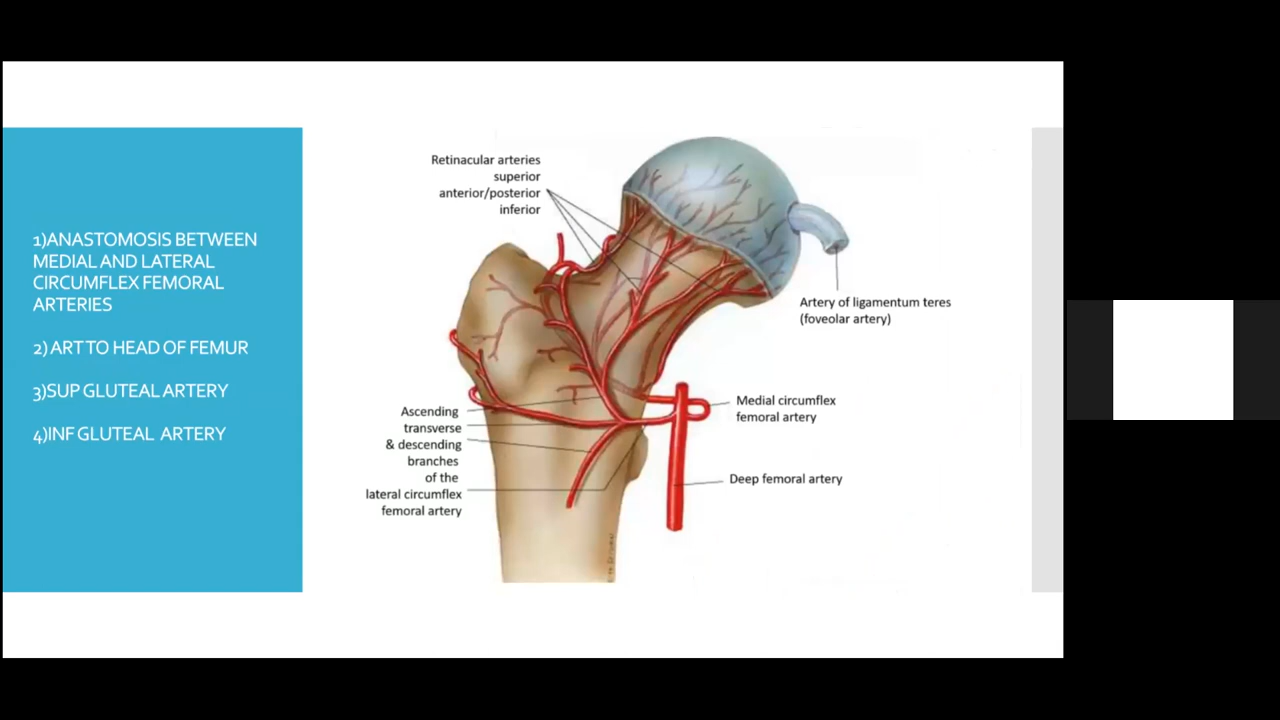 1)ANASTOMOSIS BETWEEN
MEDIAL AND LATERAL
CIRCUMFLEX FEMORAL
ARTERIES
2) ART TO HEAD OF FEMUR
3)SUP GLUTEAL ARTERY
4)INF GLUTEAL ARTERY
Retinacular arteries
superior
anterior/posterior
inferior
Artery of ligamentum teres
(foveolar artery)
Ascending
transverse
& descending
branches
of the
lateral circumflex
femoral artery
Medial circumflex
femoral artery
Deep femoral artery